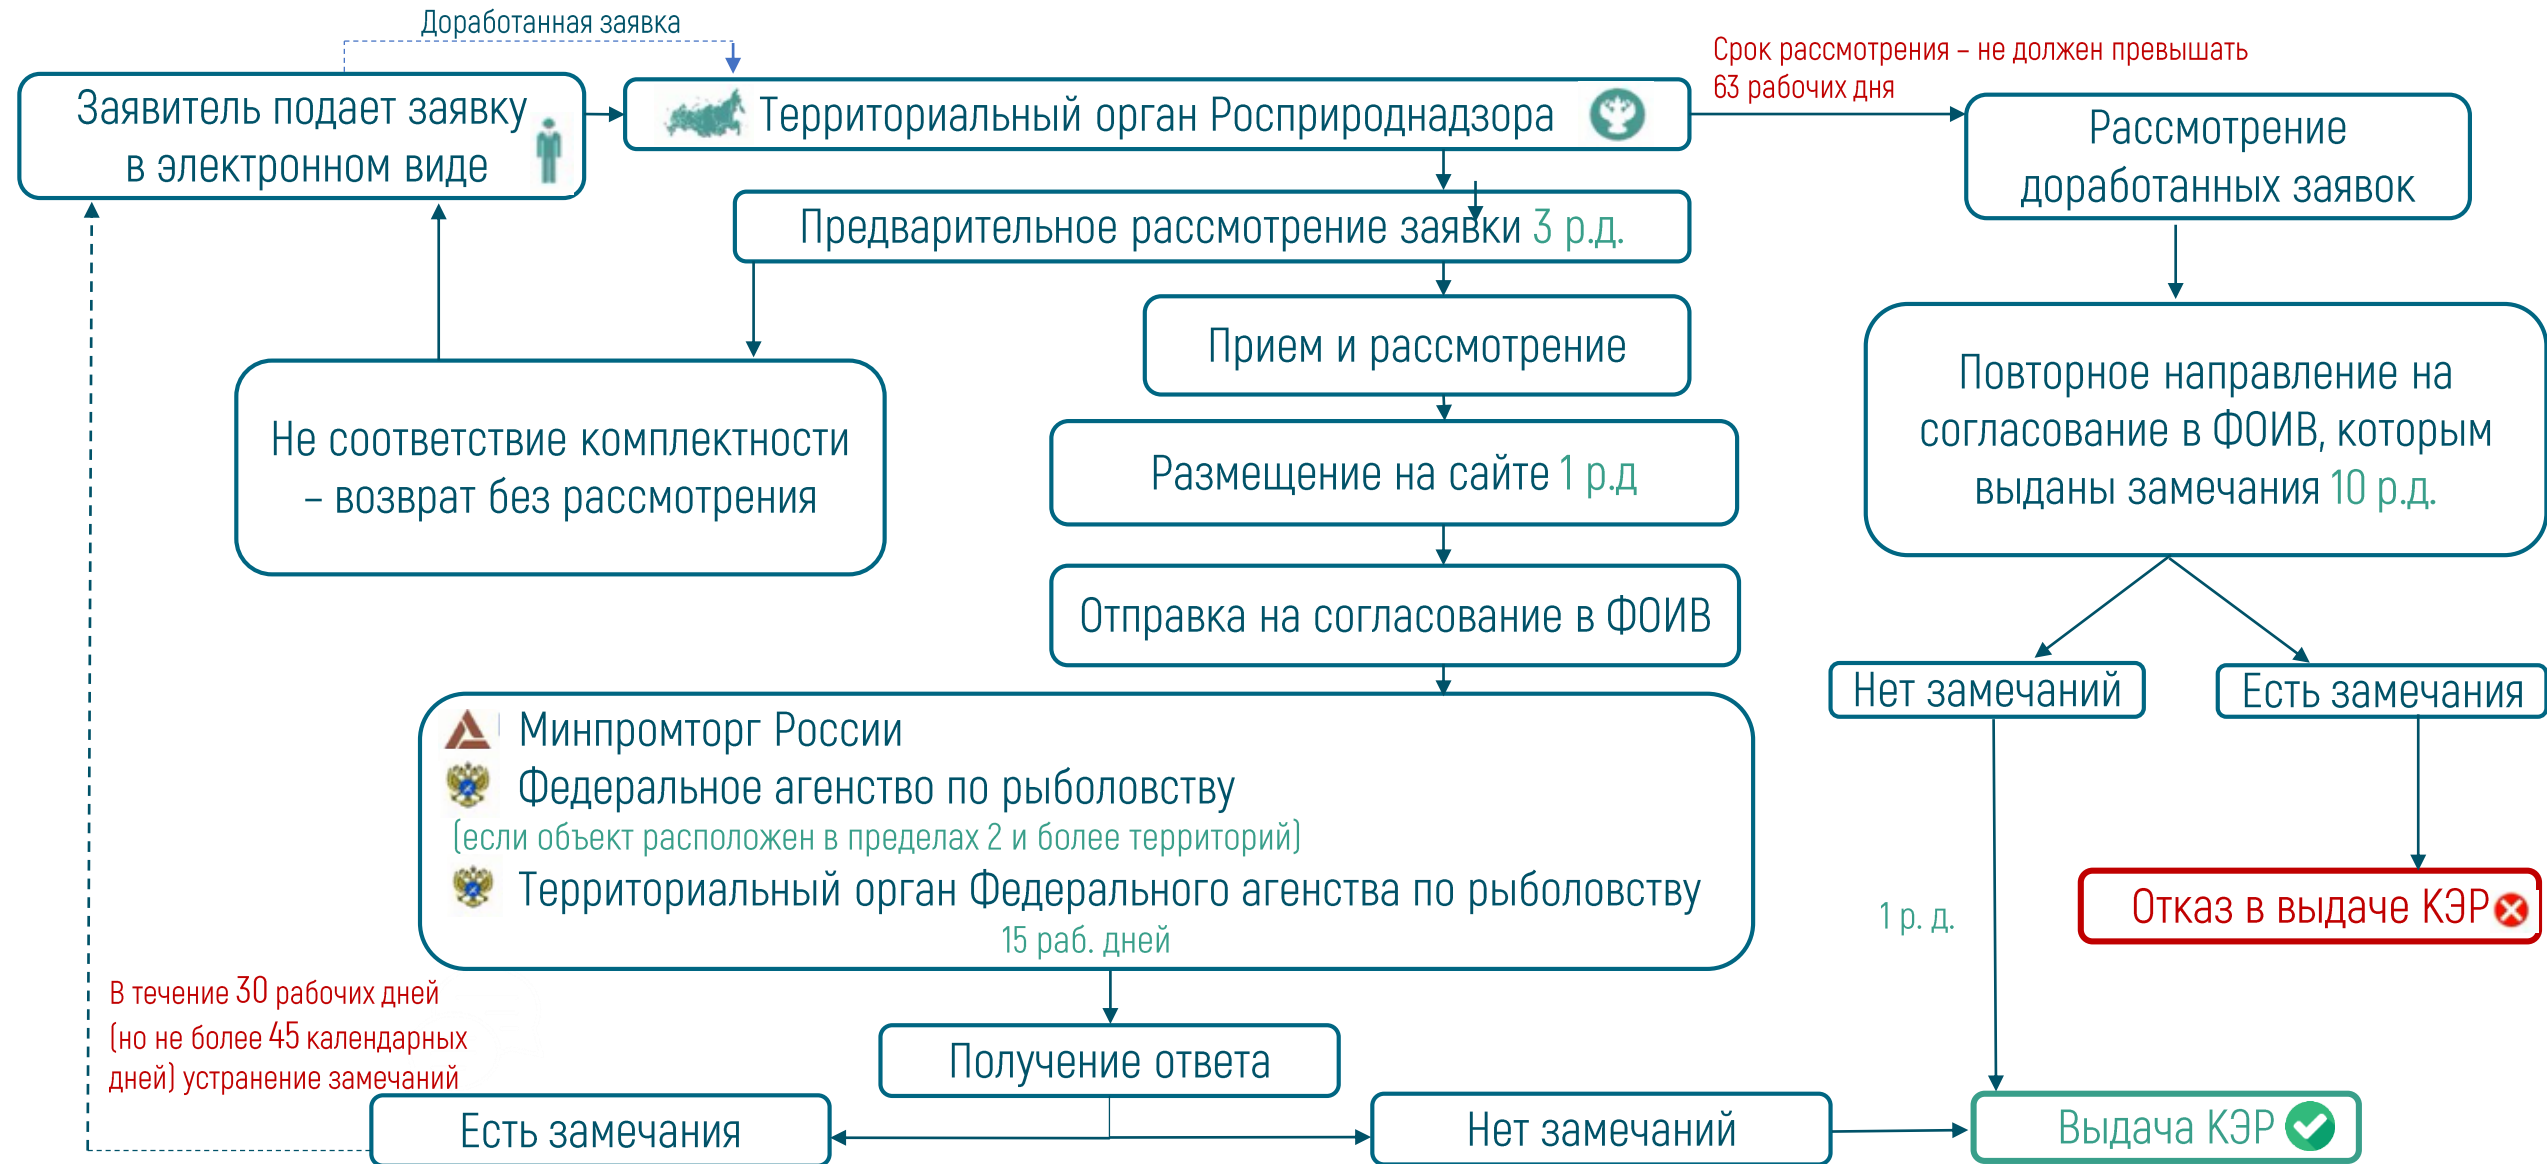 Доработанная заявка
Заявитель подает заявку
в электронном виде
Территориальный орган Росприроднадзора
Срок рассмотрения – не должен превышать
63 рабочих дня
Рассмотрение
доработанных заявок
Предварительное рассмотрение заявки 3 р.д.
Прием и рассмотрение
Не соответствие комплектности
– возврат без рассмотрения
Размещение на сайте 1 р.д
Отправка на согласование в ФОИВ
Повторное направление на
согласование в ФОИВ, которым
выданы замечания 10 р.д.
Нет замечаний
Есть замечания
Минпромторг России
Федеральное агенство по рыболовству
(если объект расположен в пределах 2 и более территорий)
Территориальный орган Федерального агенства по рыболовству
15 раб. дней
1 р. д.
Отказ в выдаче КЭР
В течение 30 рабочих дней
(но не более 45 календарных
дней) устранение замечаний
Получение ответа
Есть замечания
Нет замечаний
Выдача КЭР